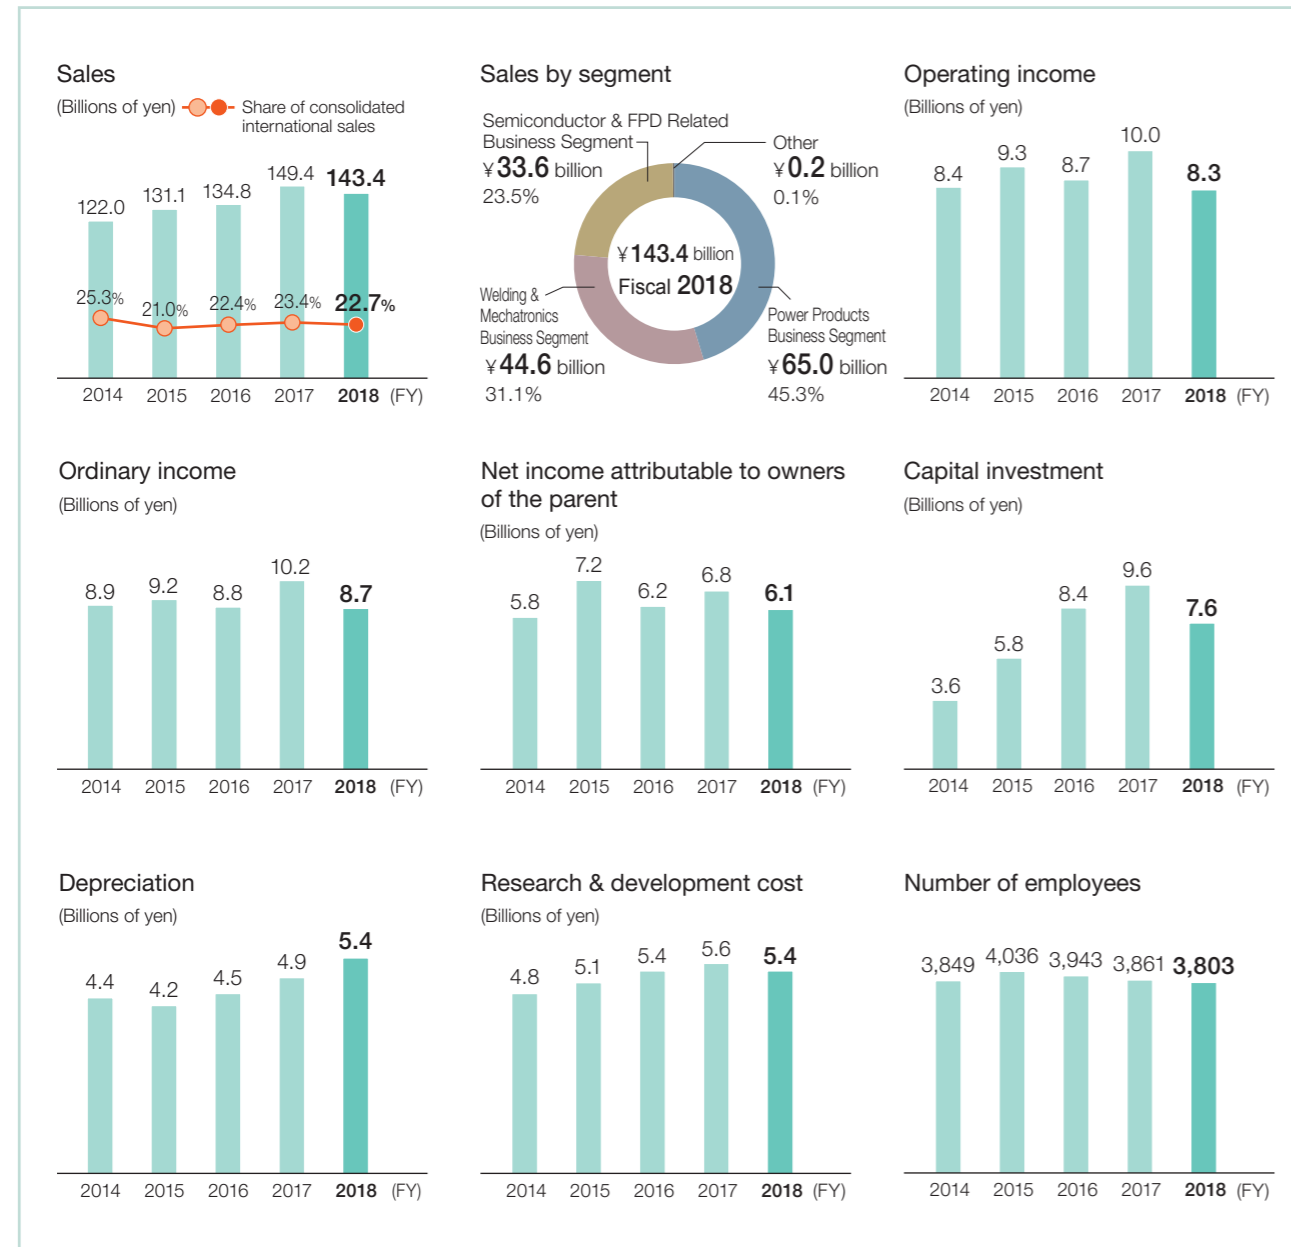 Sales
(Billions of yen)
Share of consolidated
international sales
122.0
131.1
134.8
149.4
143.4
25.3%
21.0%
22.4%
23.4%
22.7%
2014 2015 2016 2017 2018 (FY)
Sales by segment
Semiconductor & FPD Related
Business Segment
¥33.6 billion
23.5%
Other
¥0.2 billion
0.1%
¥143.4 billion
Fiscal 2018
Welding &
Mechatronics
Business Segment
¥44.6 billion
31.1%
Power Products
Business Segment
¥65.0 billion
45.3%
Operating income
(Billions of yen)
8.4
9.3
8.7
10.0
8.3
2014 2015 2016 2017 2018 (FY)
Ordinary income
(Billions of yen)
8.9
9.2
8.8
10.2
8.7
2014 2015 2016 2017 2018 (FY)
Net income attributable to owners
of the parent
(Billions of yen)
5.8
7.2
6.2
6.8
6.1
2014 2015 2016 2017 2018 (FY)
Capital investment
(Billions of yen)
3.6
5.8
8.4
9.6
7.6
2014 2015 2016 2017 2018 (FY)
Depreciation
(Billions of yen)
4.4
4.2
4.5
4.9
5.4
2014 2015 2016 2017 2018 (FY)
Research & development cost
(Billions of yen)
4.8
5.1
5.4
5.6
5.4
2014 2015 2016 2017 2018 (FY)
Number of employees
3,849
4,036
3,943
3,861
3,803
2014 2015 2016 2017 2018 (FY)